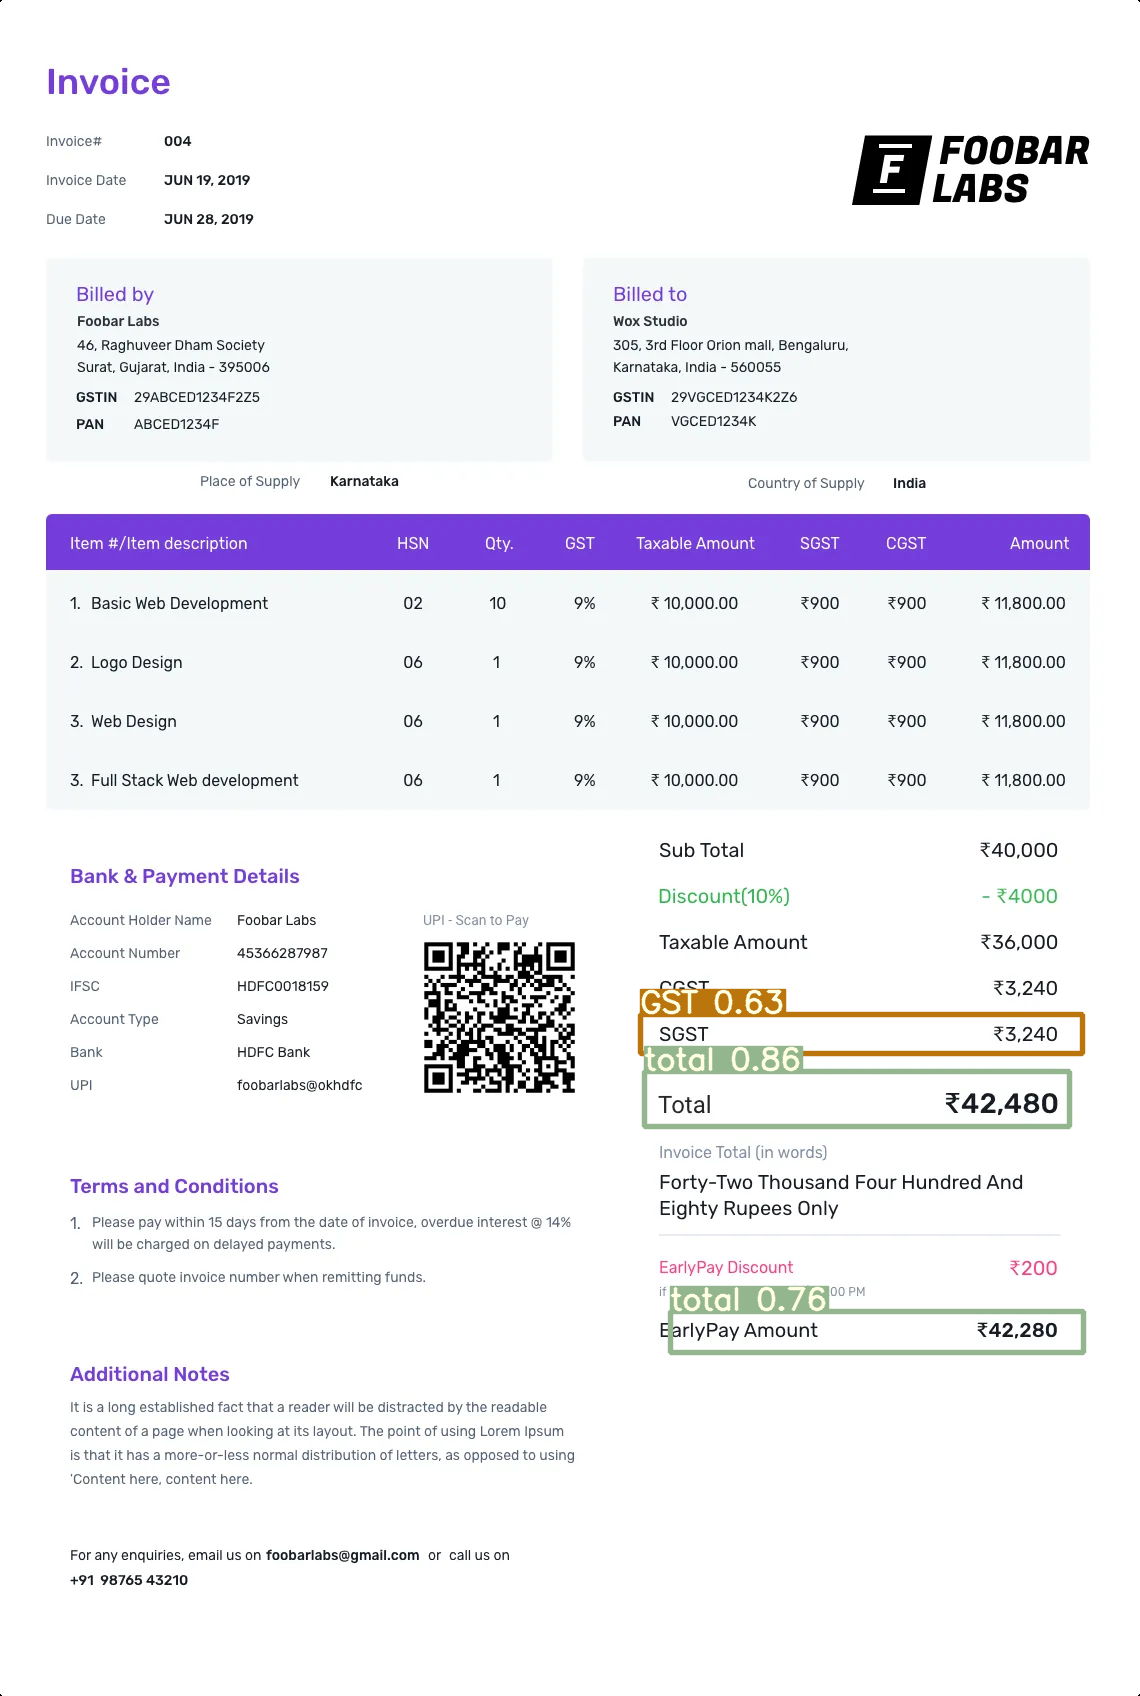 Invoice
Invoice# 004
Invoice Date JUN 19, 2019
Due Date JUN 28, 2019
F FOOBAR
LABS
Billed by
Foobar Labs
46, Raghuveer Dham Society
Surat, Gujarat, India - 395006
GSTIN 29ABCED1234F2Z5
PAN ABCED1234F
Billed to
Wox Studio
305, 3rd Floor Orion mall, Bengaluru,
Karnataka, India - 560055
GSTIN 29VGCED1234K2Z6
PAN VGCED1234K
Place of Supply Karnataka
Country of Supply India
Item #/Item description HSN Qty. GST Taxable Amount SGST CGST Amount
1. Basic Web Development 02 10 9% ₹ 10,000.00 ₹900 ₹900 ₹ 11,800.00
2. Logo Design 06 1 9% ₹ 10,000.00 ₹900 ₹900 ₹ 11,800.00
3. Web Design 06 1 9% ₹ 10,000.00 ₹900 ₹900 ₹ 11,800.00
3. Full Stack Web development 06 1 9% ₹ 10,000.00 ₹900 ₹900 ₹ 11,800.00
Bank & Payment Details
Account Holder Name Foobar Labs
Account Number 45366287987
IFSC HDFC0018159
Account Type Savings
Bank HDFC Bank
UPI foobarlabs@okhdfc
UPI - Scan to Pay
Sub Total ₹40,000
Discount(10%) - ₹4000
Taxable Amount ₹36,000
CGST ₹3,240
GST 0.63
SGST ₹3,240
total 0.86
Total ₹42,480
Invoice Total (in words)
Forty-Two Thousand Four Hundred And
Eighty Rupees Only
EarlyPay Discount ₹200
if 00 PM
total 0.76
EarlyPay Amount ₹42,280
Terms and Conditions
1. Please pay within 15 days from the date of invoice, overdue interest @ 14%
will be charged on delayed payments.
2. Please quote invoice number when remitting funds.
Additional Notes
It is a long established fact that a reader will be distracted by the readable
content of a page when looking at its layout. The point of using Lorem Ipsum
is that it has a more-or-less normal distribution of letters, as opposed to using
'Content here, content here.
For any enquiries, email us on foobarlabs@gmail.com or call us on
+91 98765 43210